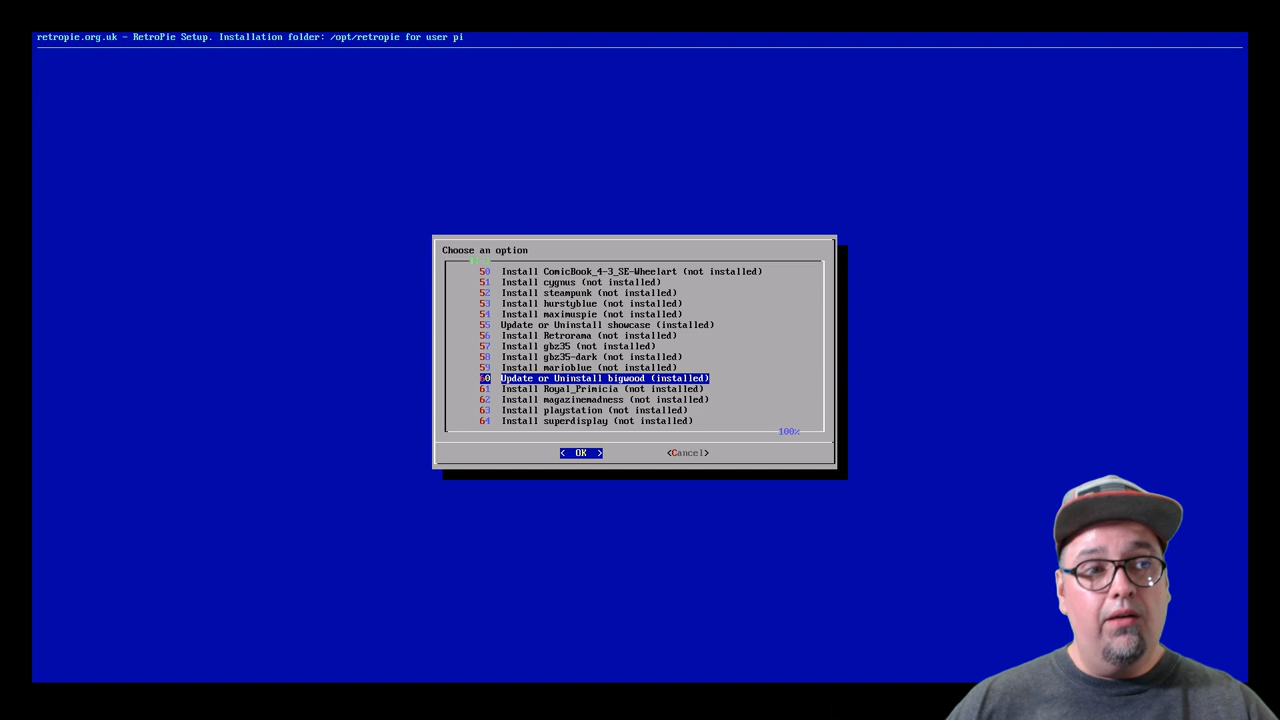 retropie.org.uk - RetroPie Setup. Installation folder: /opt/retropie for user pi
Choose an option
50 Install ComicBook_4-3_SE-Wheelart (not installed)
51 Install cygnus (not installed)
52 Install steampunk (not installed)
53 Install hurstyblue (not installed)
54 Install maximuspie (not installed)
55 Update or Uninstall showcase (installed)
56 Install Retrorama (not installed)
57 Install gbz35 (not installed)
58 Install gbz35-dark (not installed)
59 Install marioblue (not installed)
60 Update or Uninstall bigwood (installed)
61 Install Royal_Primicia (not installed)
62 Install magazinemadness (not installed)
63 Install playstation (not installed)
64 Install superdisplay (not installed)
100%
< OK > <Cancel>